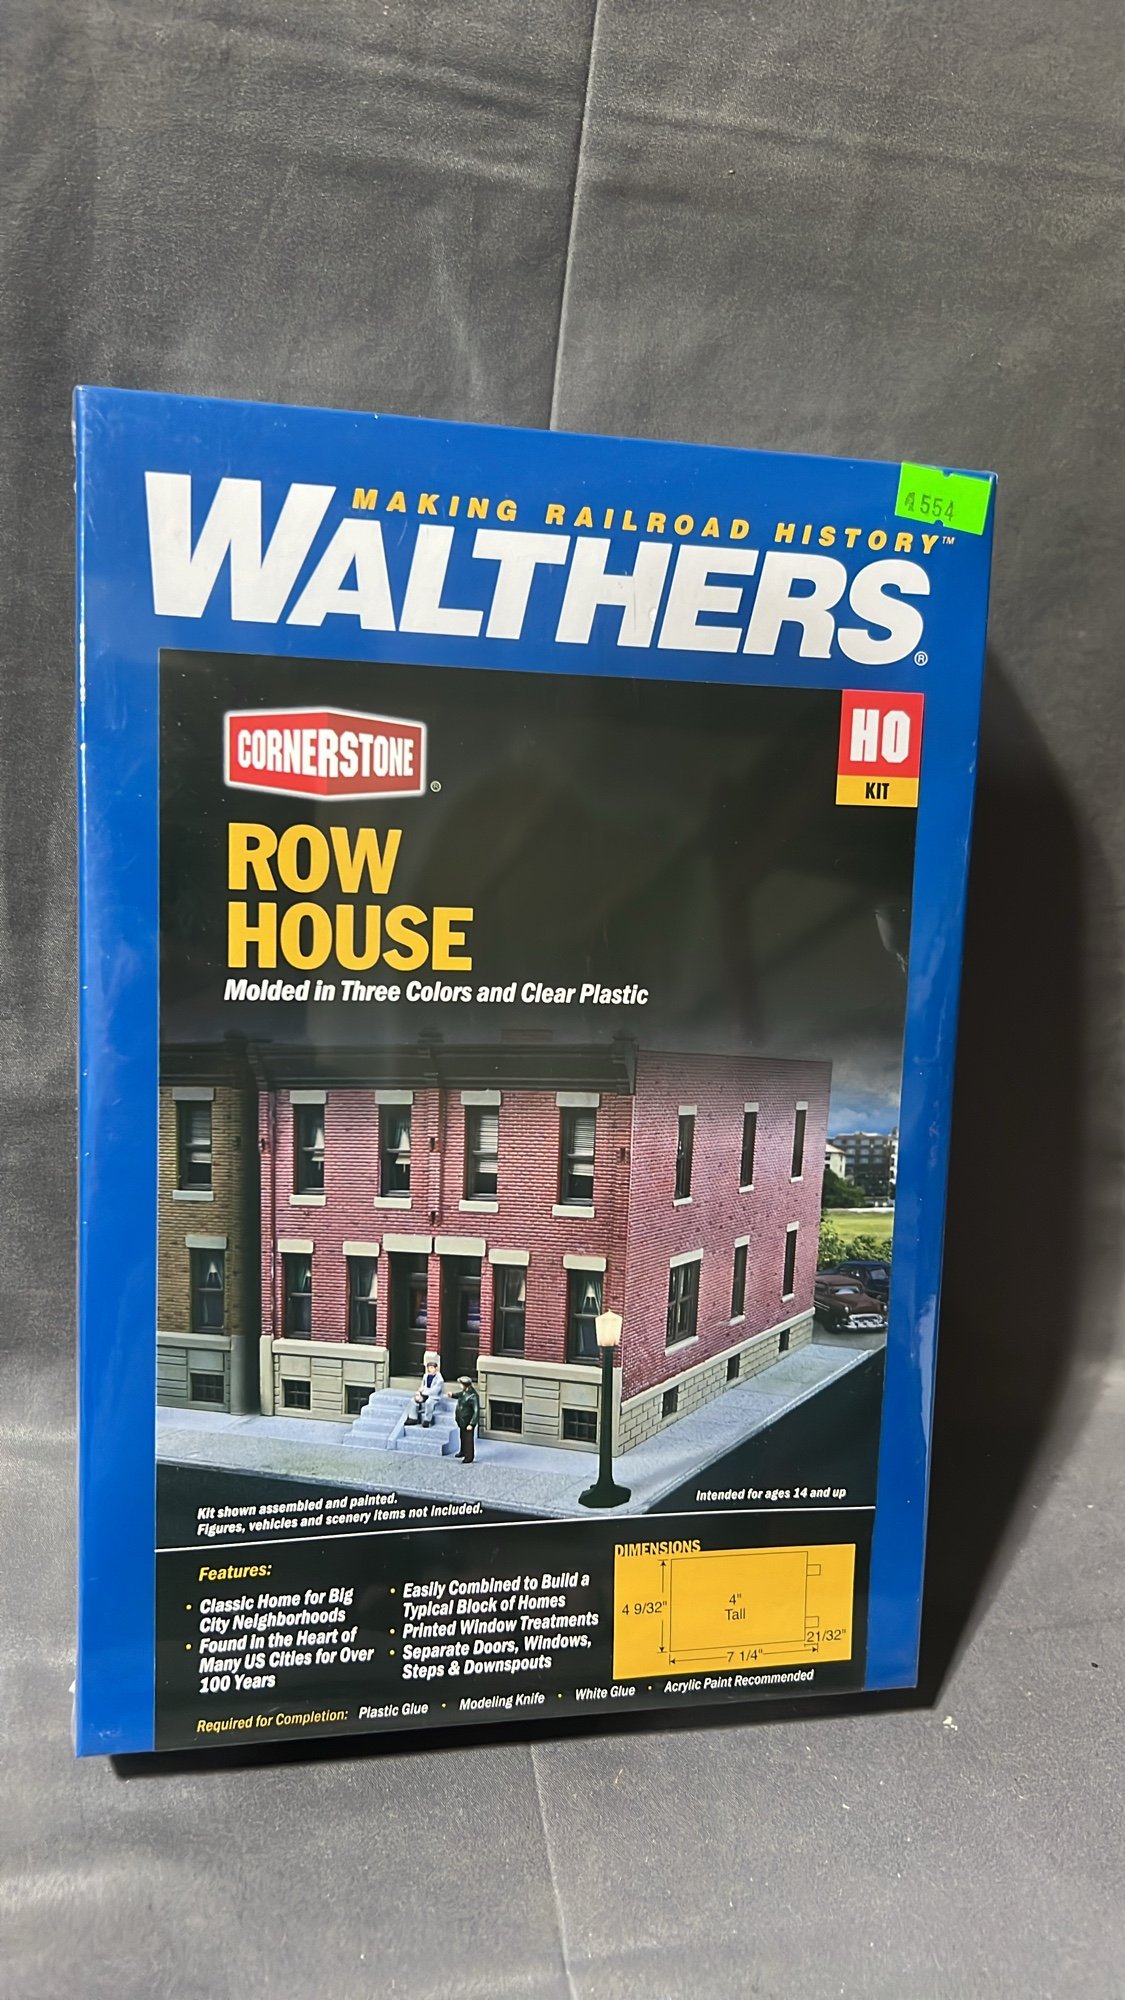 MAKING RAILROAD HISTORY™
4554
WALTHERS®
HO
KIT
CORNERSTONE®
ROW
HOUSE
Molded in Three Colors and Clear Plastic
Kit shown assembled and painted.
Figures, vehicles and scenery items not included.
Intended for ages 14 and up
Features:
• Classic Home for Big
City Neighborhoods
• Found in the Heart of
Many US Cities for Over
100 Years
• Easily Combined to Build a
Typical Block of Homes
• Printed Window Treatments
• Separate Doors, Windows,
Steps & Downspouts
DIMENSIONS
4 9/32"
4"
Tall
21/32"
7 1/4"
Required for Completion: Plastic Glue • Modeling Knife • White Glue • Acrylic Paint Recommended